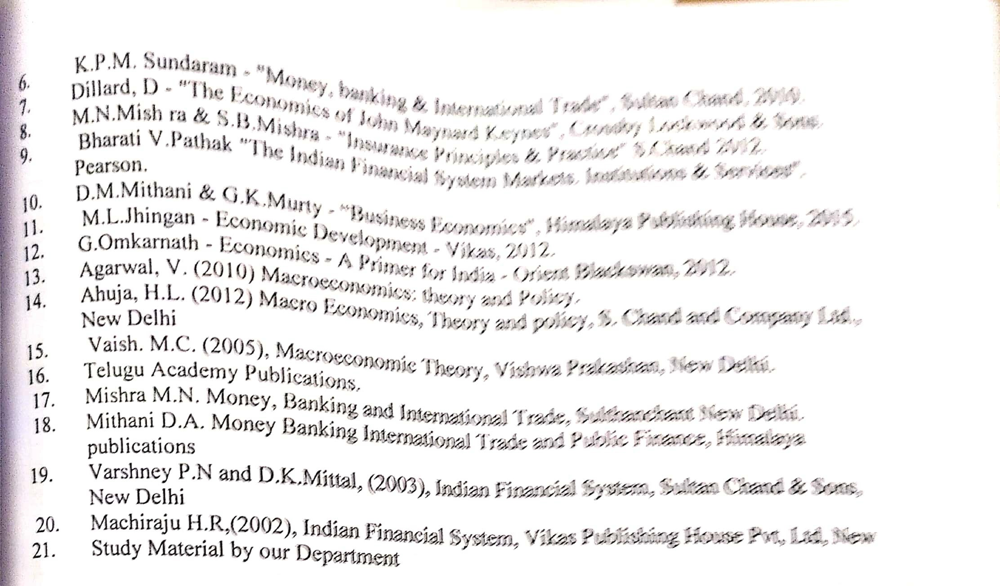 6. K.P.M. Sundaram - "Money, banking & International Trade", Sultan Chand, 2010.
7. Dillard, D - "The Economics of John Maynard Keynes", Crosby Lockwood & Sons.
8. M.N.Mish ra & S.B.Mishra - "Insurance Principles & Practice" S.Chand 2012.
9. Bharati V.Pathak "The Indian Financial System Markets, Institutions & Services",
Pearson.
10. D.M.Mithani & G.K.Murty - "Business Economics", Himalaya Publishing House, 2015.
11. M.L.Jhingan - Economic Development - Vikas, 2012.
12. G.Omkarnath - Economics - A Primer for India - Orient Blackswan, 2012.
13. Agarwal, V. (2010) Macroeconomics: theory and Policy.
14. Ahuja, H.L. (2012) Macro Economics, Theory and policy, S. Chand and Company Ltd.,
New Delhi
15. Vaish. M.C. (2005), Macroeconomic Theory, Vishwa Prakashan, New Delhi.
16. Telugu Academy Publications.
17. Mishra M.N. Money, Banking and International Trade, Sulthanchant New Delhi.
18. Mithani D.A. Money Banking International Trade and Public Finance, Himalaya
publications
19. Varshney P.N and D.K.Mittal, (2003), Indian Financial System, Sultan Chand & Sons,
New Delhi
20. Machiraju H.R,(2002), Indian Financial System, Vikas Publishing House Pvt, Ltd, New
21. Study Material by our Department